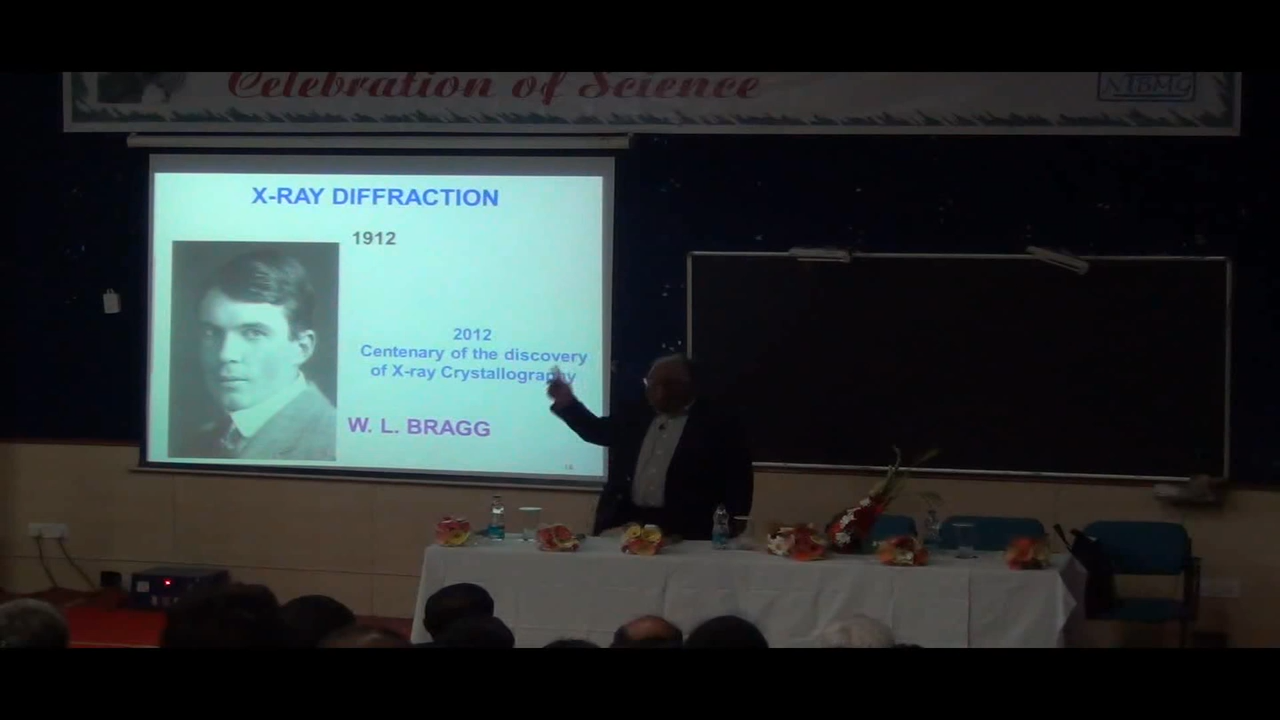 Celebration of Science
X-RAY DIFFRACTION
1912
2012
Centenary of the discovery
of X-ray Crystallography
W. L. BRAGG